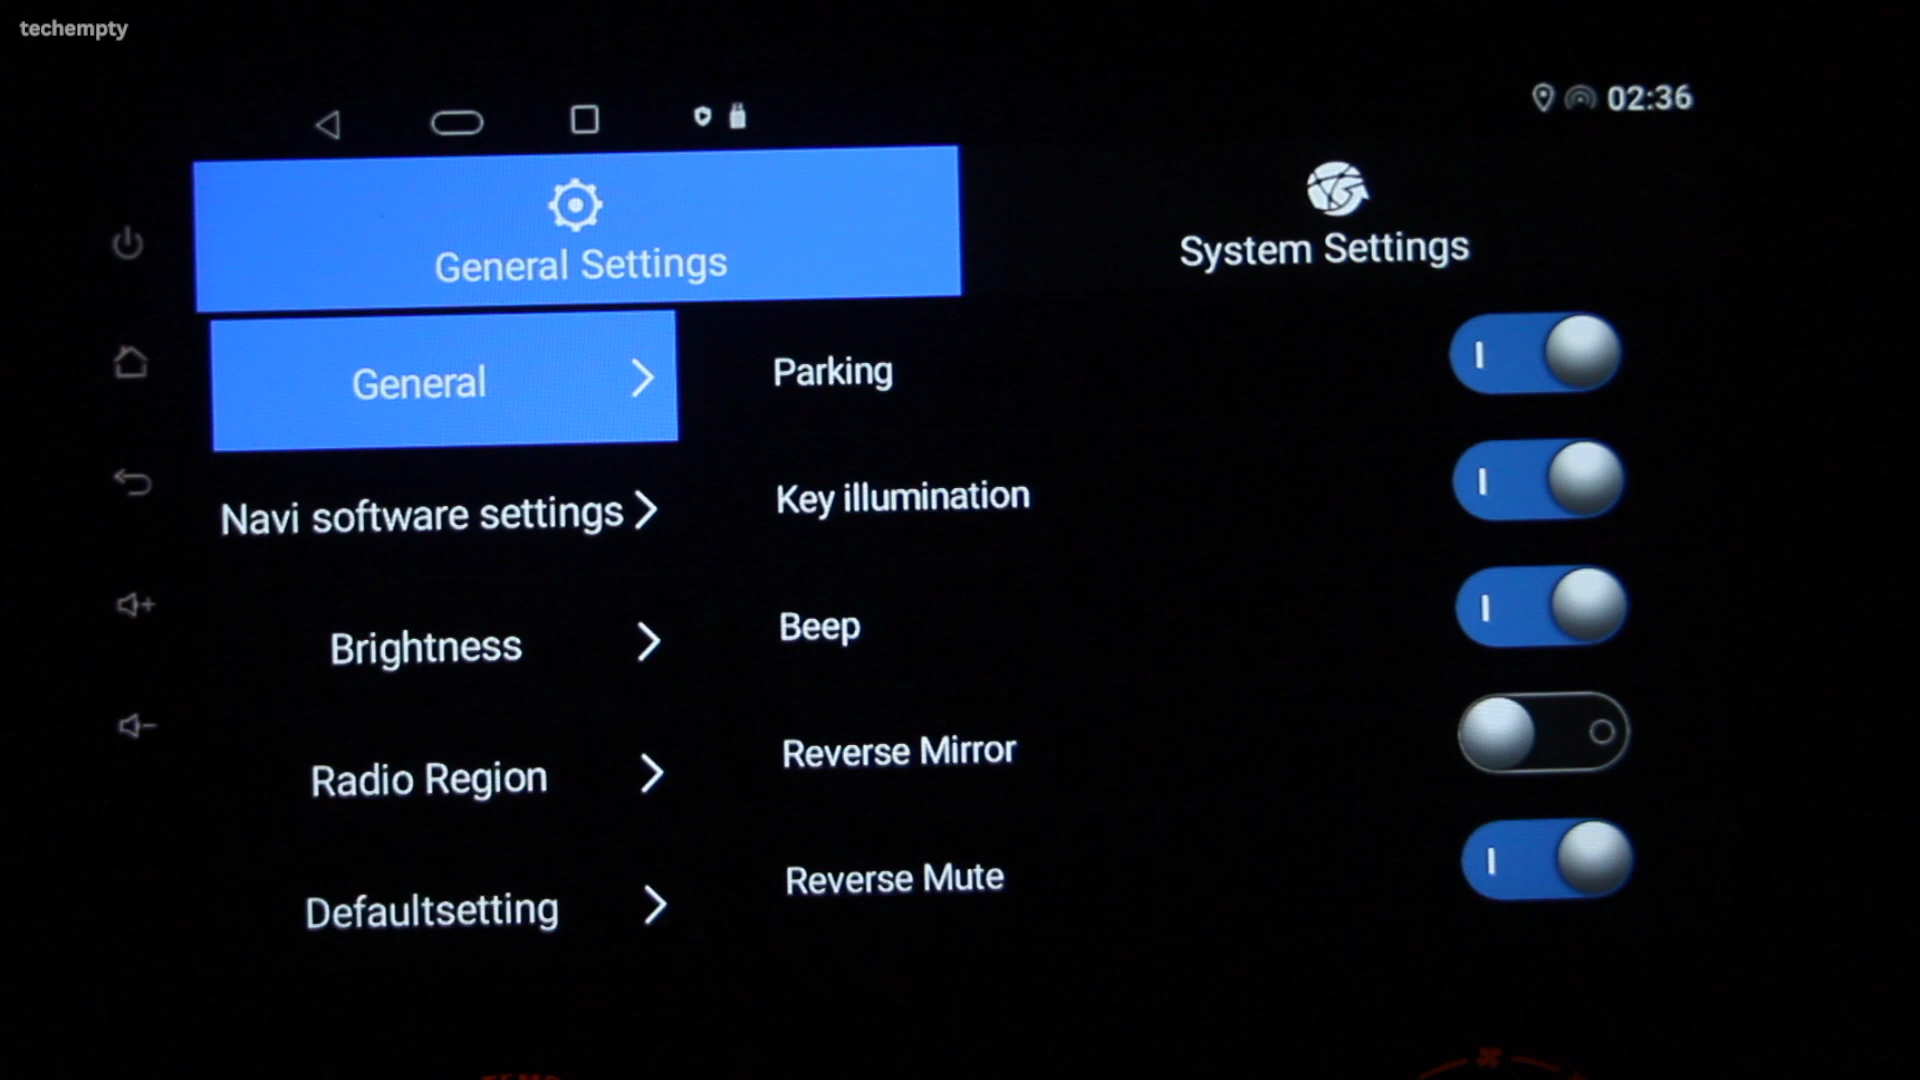 techempty
02:36
General Settings
System Settings
General
Parking
Navi software settings
Key illumination
Brightness
Beep
Radio Region
Reverse Mirror
Defaultsetting
Reverse Mute